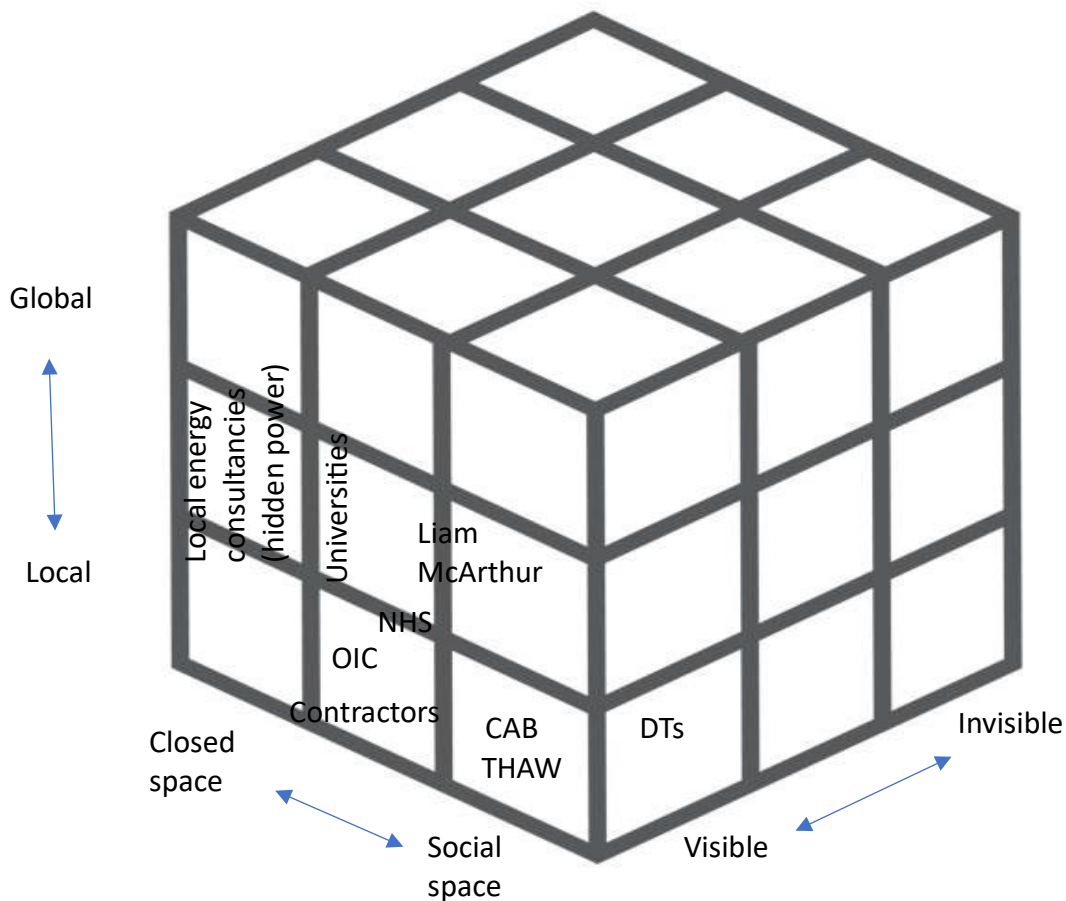 Global
Local
Local energy
consultancies
(hidden power)
Universities
Liam
McArthur
NHS
OIC
Contractors
CAB
THAW
DTs
Closed
space
Social
space
Visible
Invisible